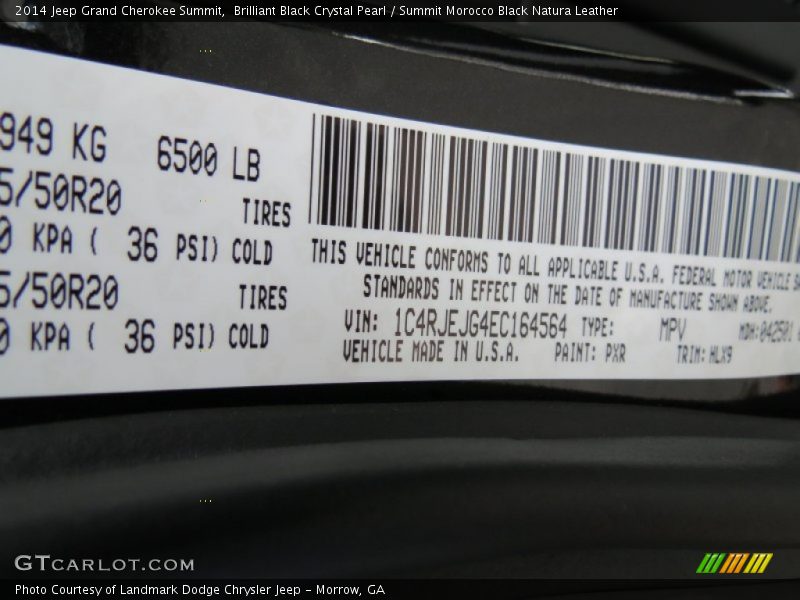 2014 Jeep Grand Cherokee Summit,  Brilliant Black Crystal Pearl / Summit Morocco Black Natura Leather
949 KG 6500 LB
5/50R20 TIRES
0 KPA ( 36 PSI) COLD
5/50R20 TIRES
0 KPA ( 36 PSI) COLD
THIS VEHICLE CONFORMS TO ALL APPLICABLE U.S.A. FEDERAL MOTOR VEHICLE
STANDARDS IN EFFECT ON THE DATE OF MANUFACTURE SHOWN ABOVE.
VIN: 1C4RJEJG4EC164564 TYPE: MPV MDH:042501
VEHICLE MADE IN U.S.A. PAINT: PXR TRIM:HLX9
GTCARLOT.COM
Photo Courtesy of Landmark Dodge Chrysler Jeep - Morrow, GA